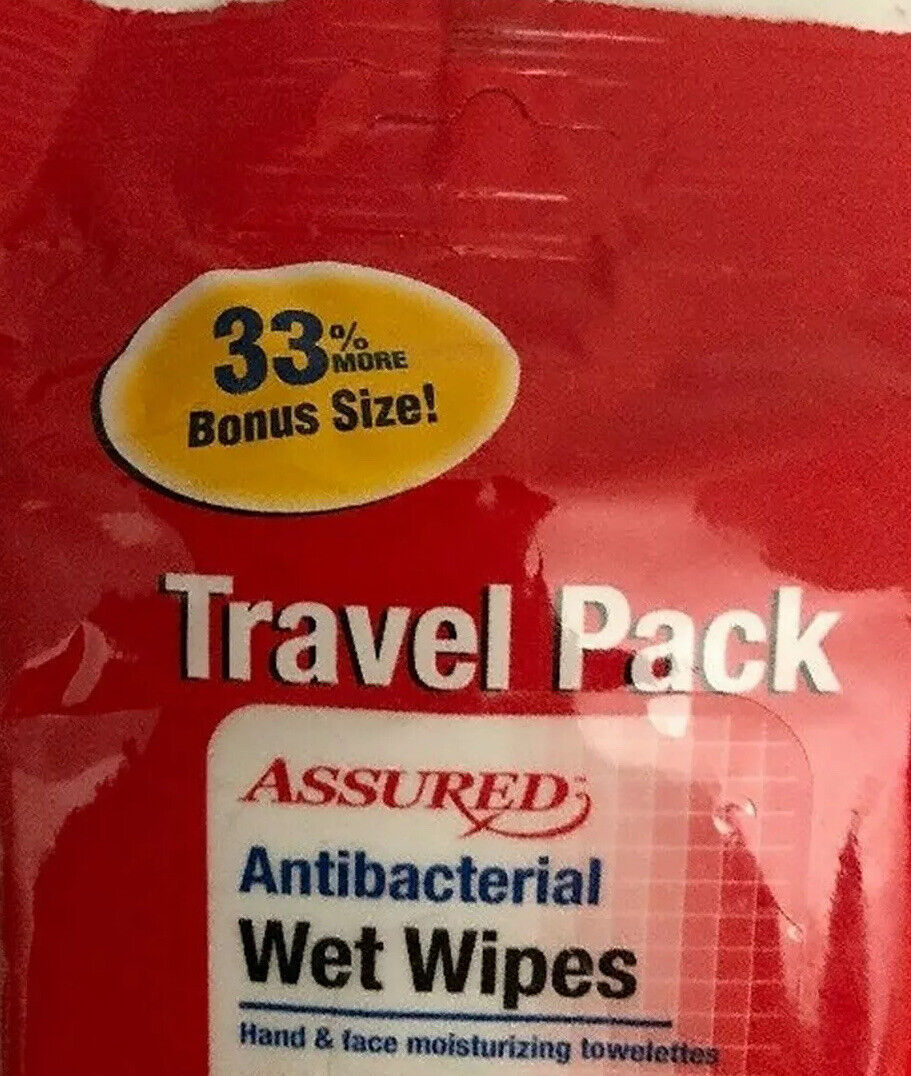 33%
MORE
Bonus Size!
Travel Pack
ASSURED
Antibacterial
Wet Wipes
Hand & face moisturizing towelettes